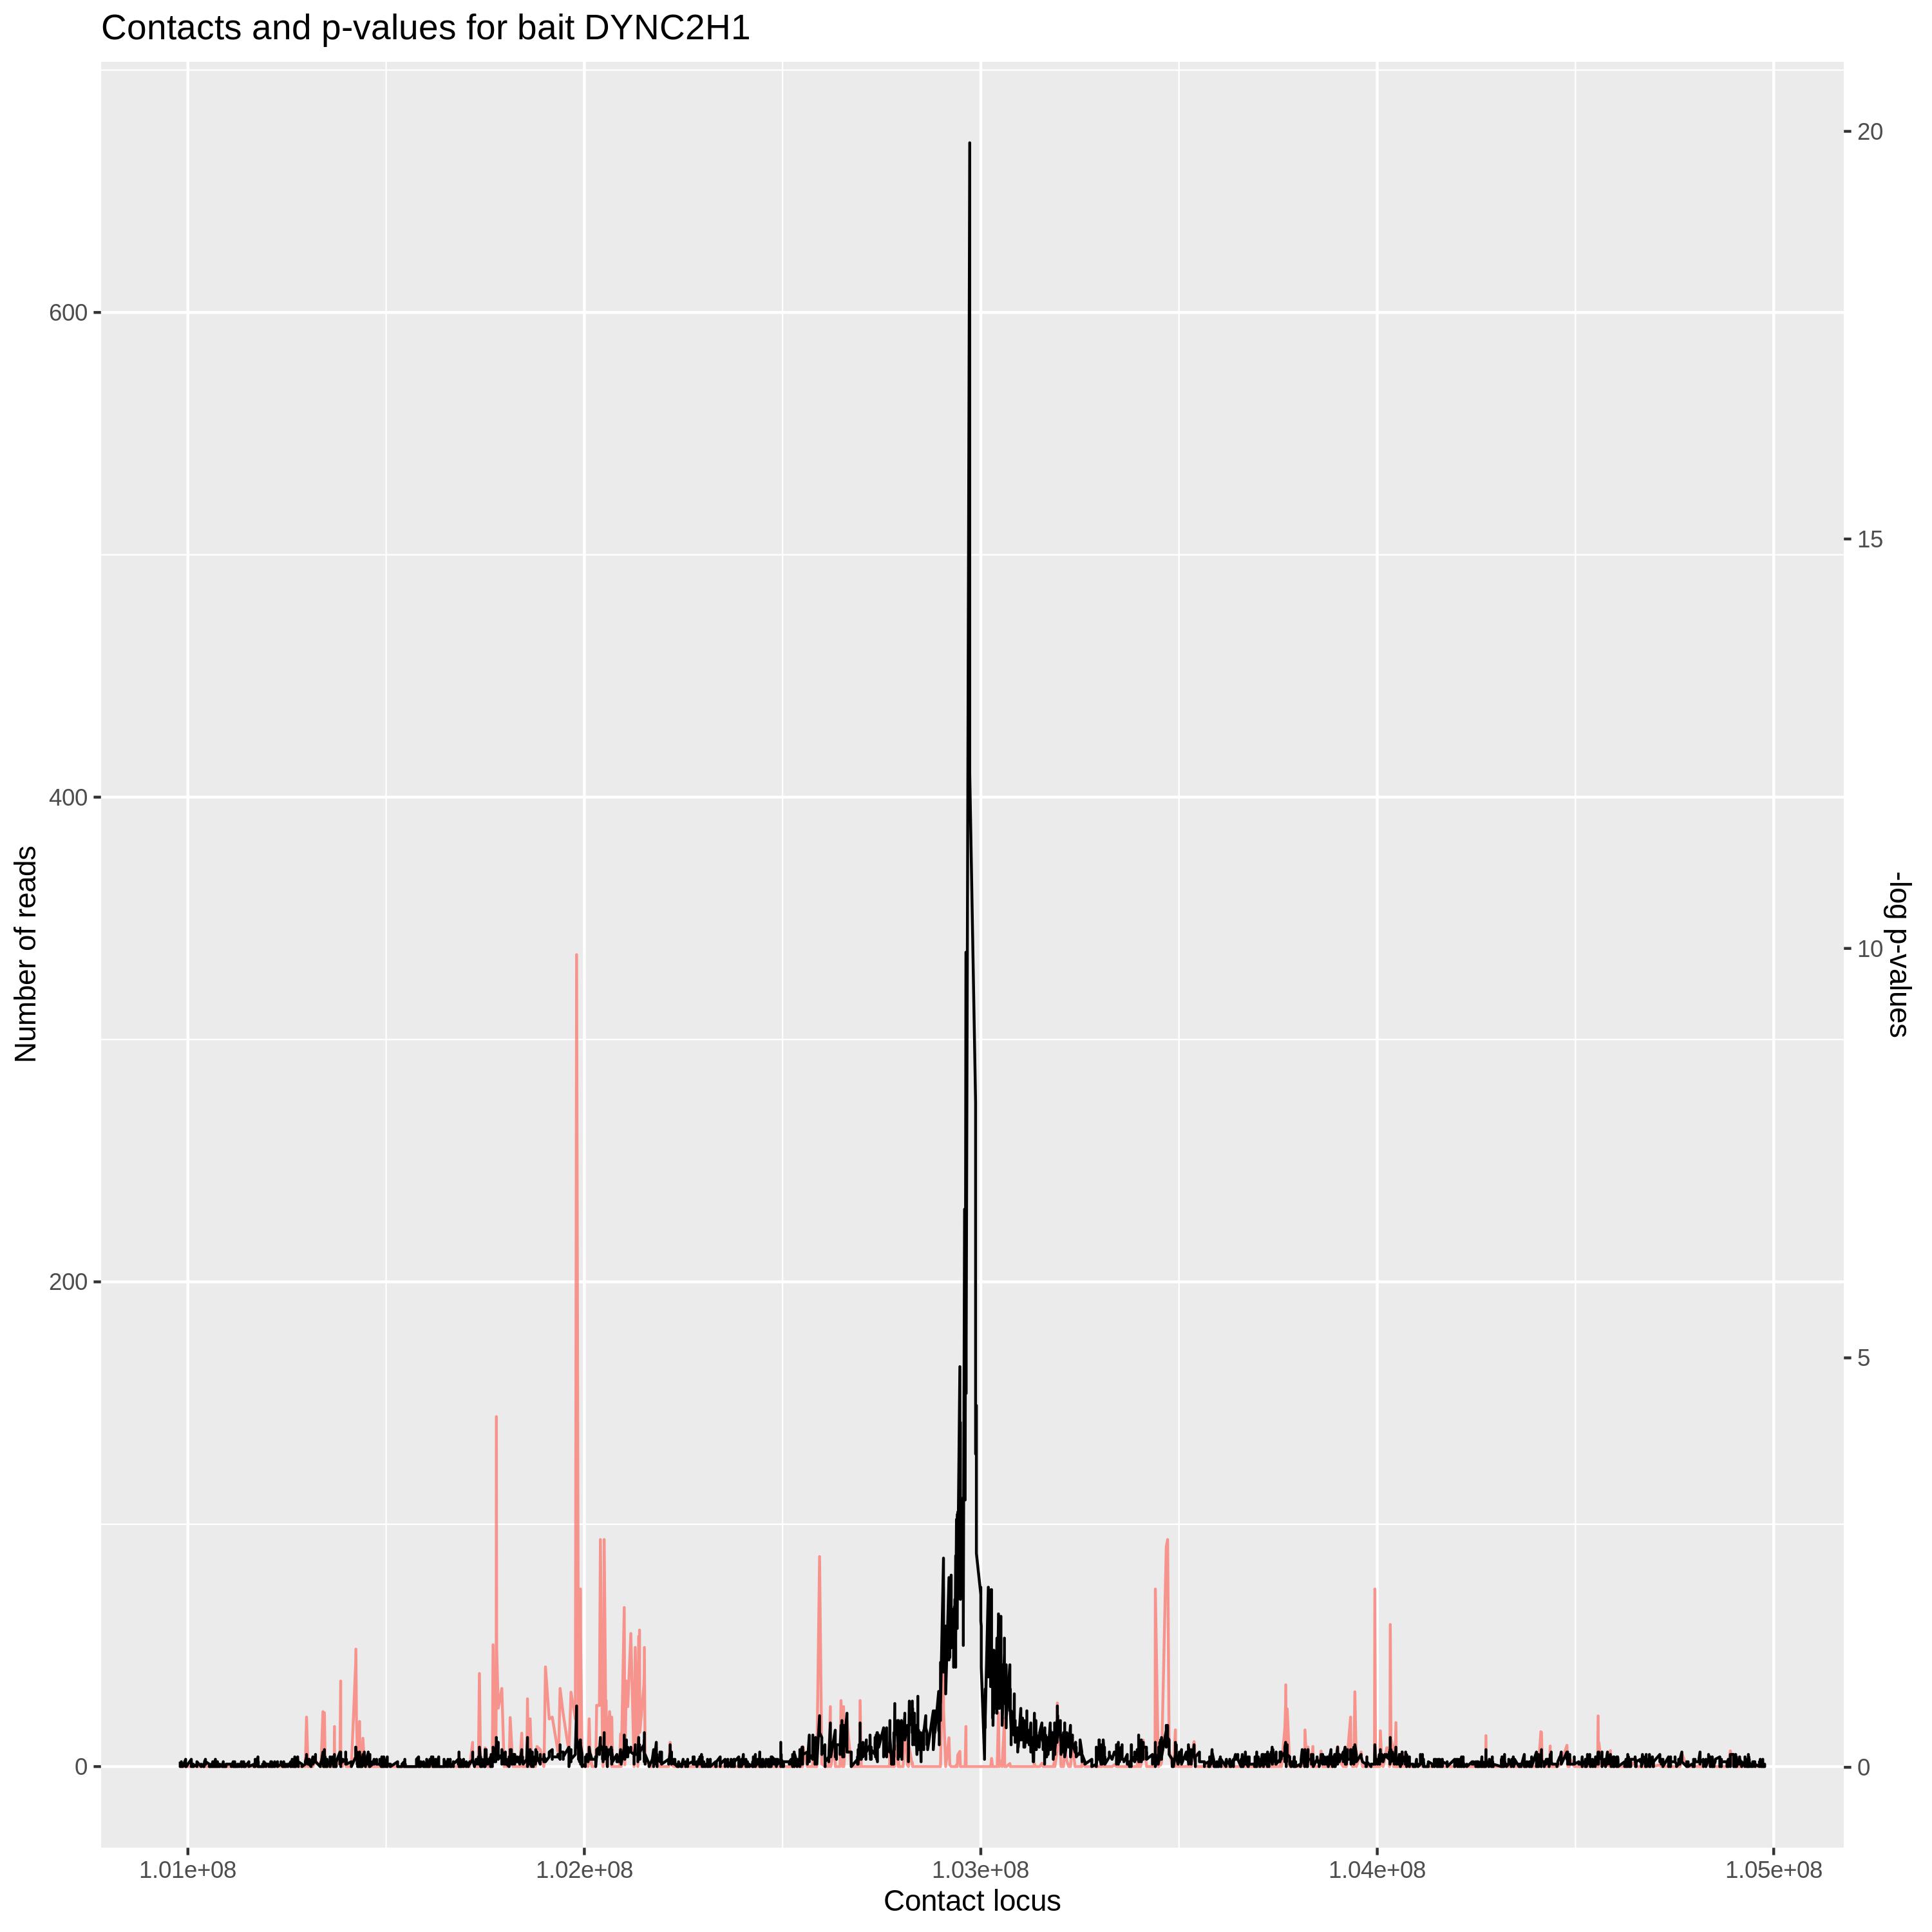 Contacts and p-values for bait DYNC2H1
Number of reads
600
400
200
0
20
15
10
5
0
-log p-values
1.01e+08
1.02e+08
1.03e+08
1.04e+08
1.05e+08
Contact locus